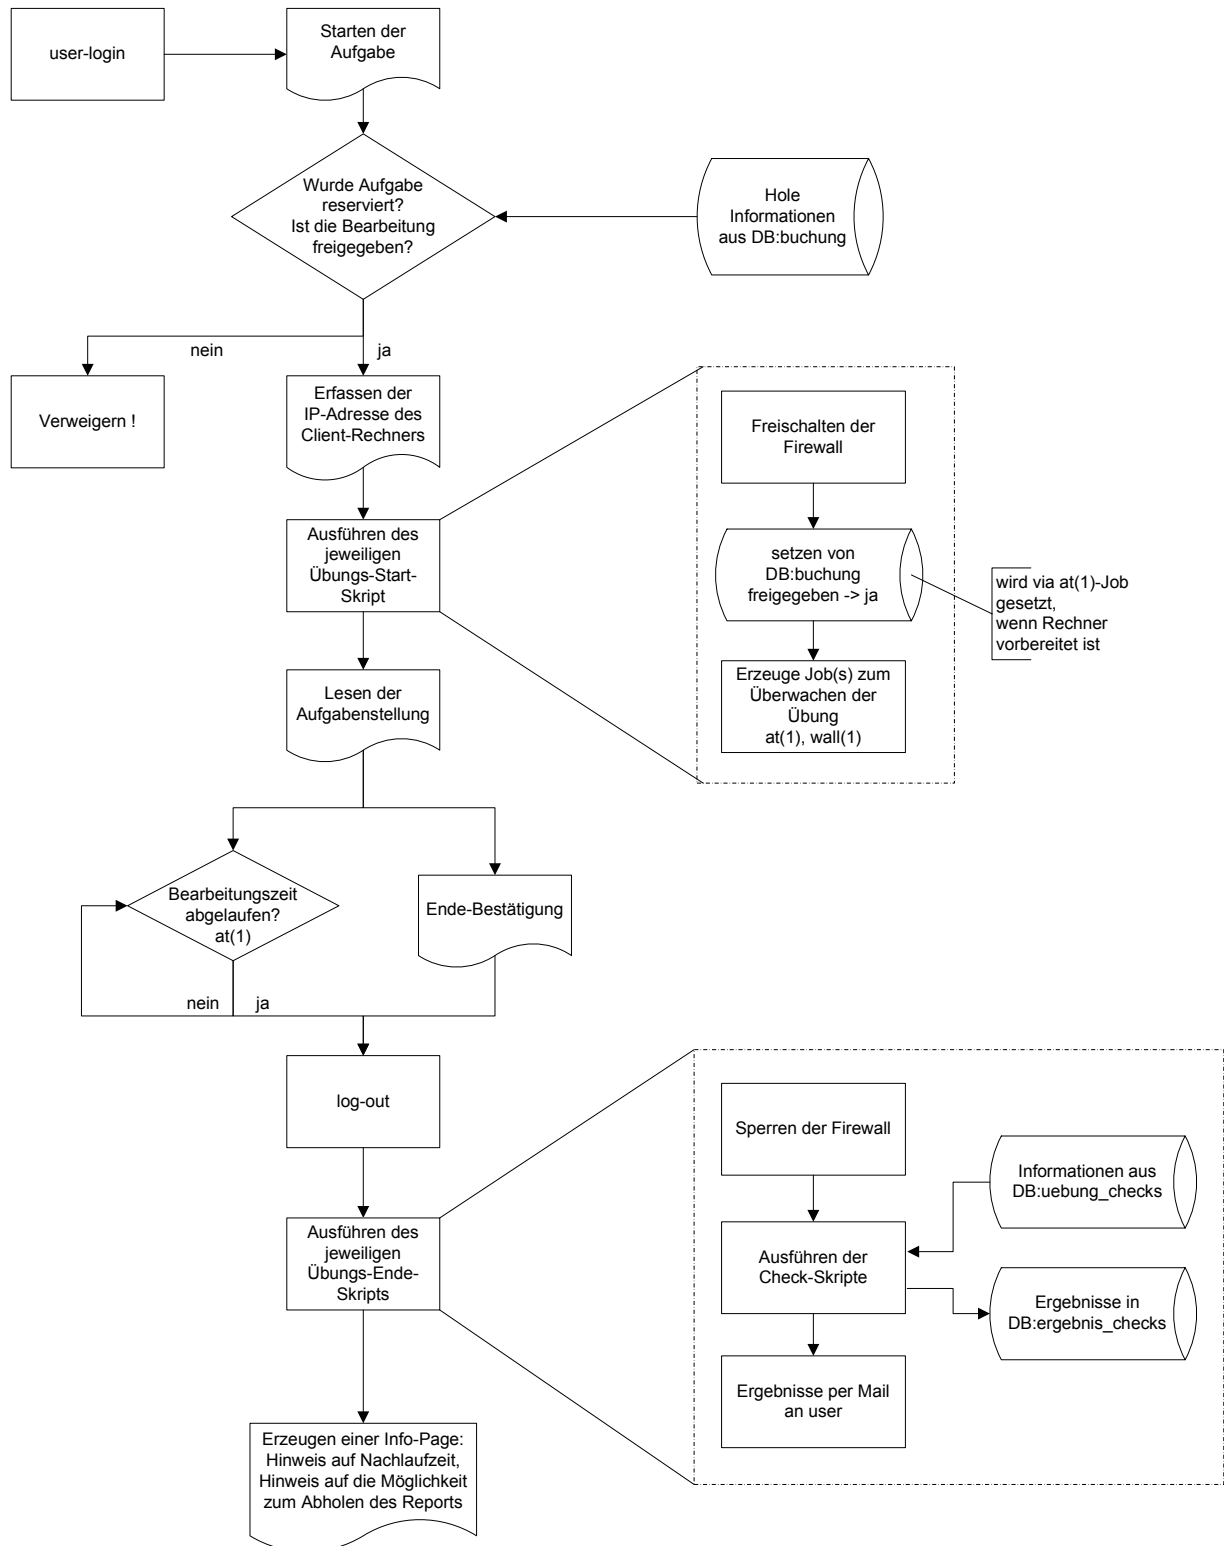 user-login
Starten der
Aufgabe
Wurde Aufgabe
reserviert?
Ist die Bearbeitung
freigegeben?
Hole
Informationen
aus DB:buchung
nein
ja
Verweigern !
Erfassen der
IP-Adresse des
Client-Rechners
Freischalten der
Firewall
Ausführen des
jeweiligen
Übungs-Start-
Skript
setzen von
DB:buchung
freigegeben -> ja
wird via at(1)-Job
gesetzt,
wenn Rechner
vorbereitet ist
Erzeuge Job(s) zum
Überwachen der
Übung
at(1), wall(1)
Lesen der
Aufgabenstellung
Bearbeitungszeit
abgelaufen?
at(1)
Ende-Bestätigung
nein
ja
log-out
Sperren der Firewall
Informationen aus
DB:uebung_checks
Ausführen des
jeweiligen
Übungs-Ende-
Skripts
Ausführen der
Check-Skripte
Ergebnisse in
DB:ergebnis_checks
Ergebnisse per Mail
an user
Erzeugen einer Info-Page:
Hinweis auf Nachlaufzeit,
Hinweis auf die Möglichkeit
zum Abholen des Reports